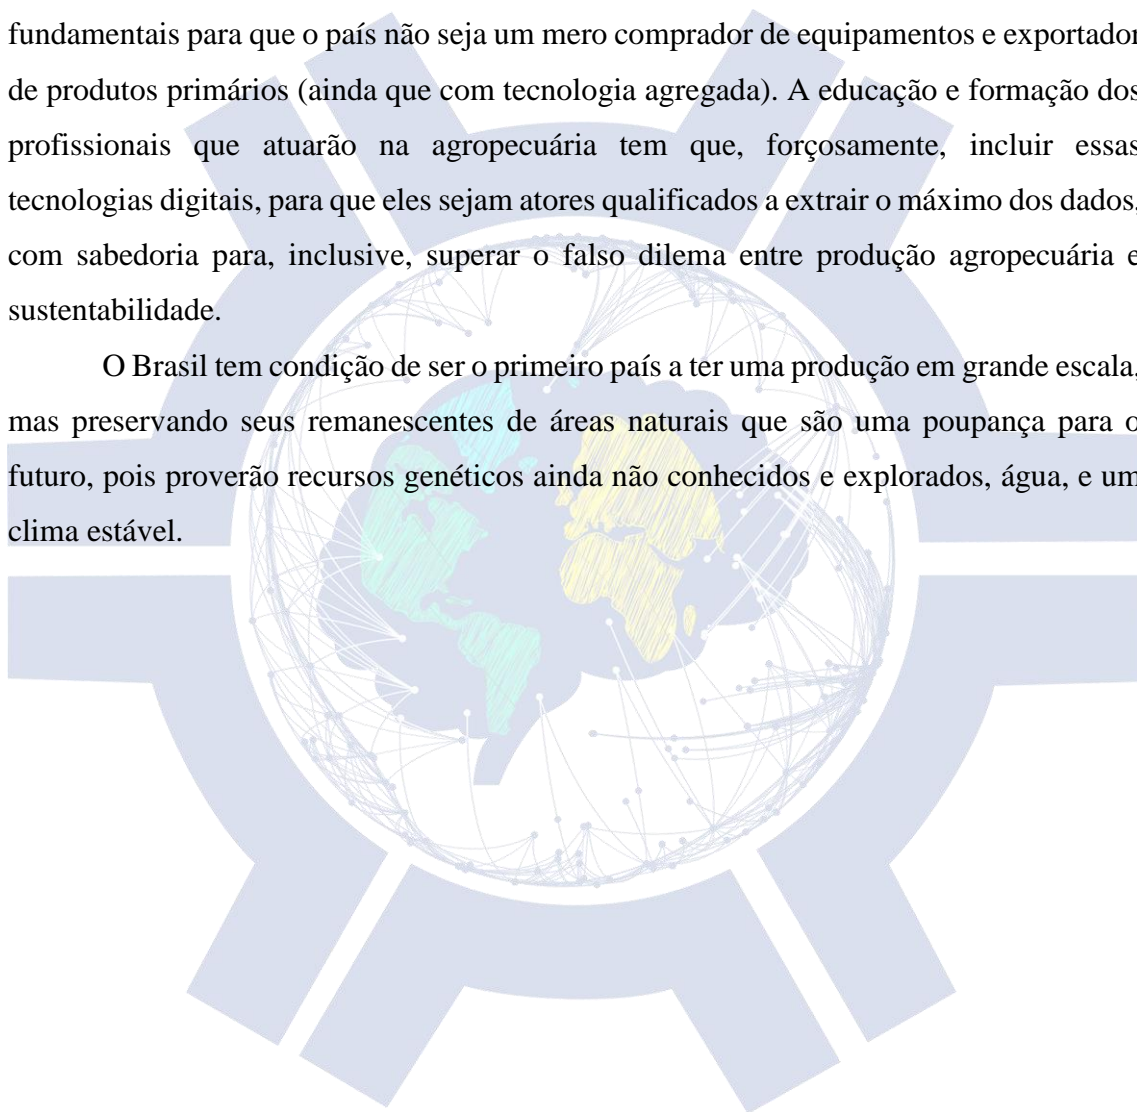 fundamentais para que o país não seja um mero comprador de equipamentos e exportador
de produtos primários (ainda que com tecnologia agregada). A educação e formação dos
profissionais que atuarão na agropecuária tem que, forçosamente, incluir essas
tecnologias digitais, para que eles sejam atores qualificados a extrair o máximo dos dados,
com sabedoria para, inclusive, superar o falso dilema entre produção agropecuária e
sustentabilidade.
O Brasil tem condição de ser o primeiro país a ter uma produção em grande escala,
mas preservando seus remanescentes de áreas naturais que são uma poupança para o
futuro, pois proverão recursos genéticos ainda não conhecidos e explorados, água, e um
clima estável.